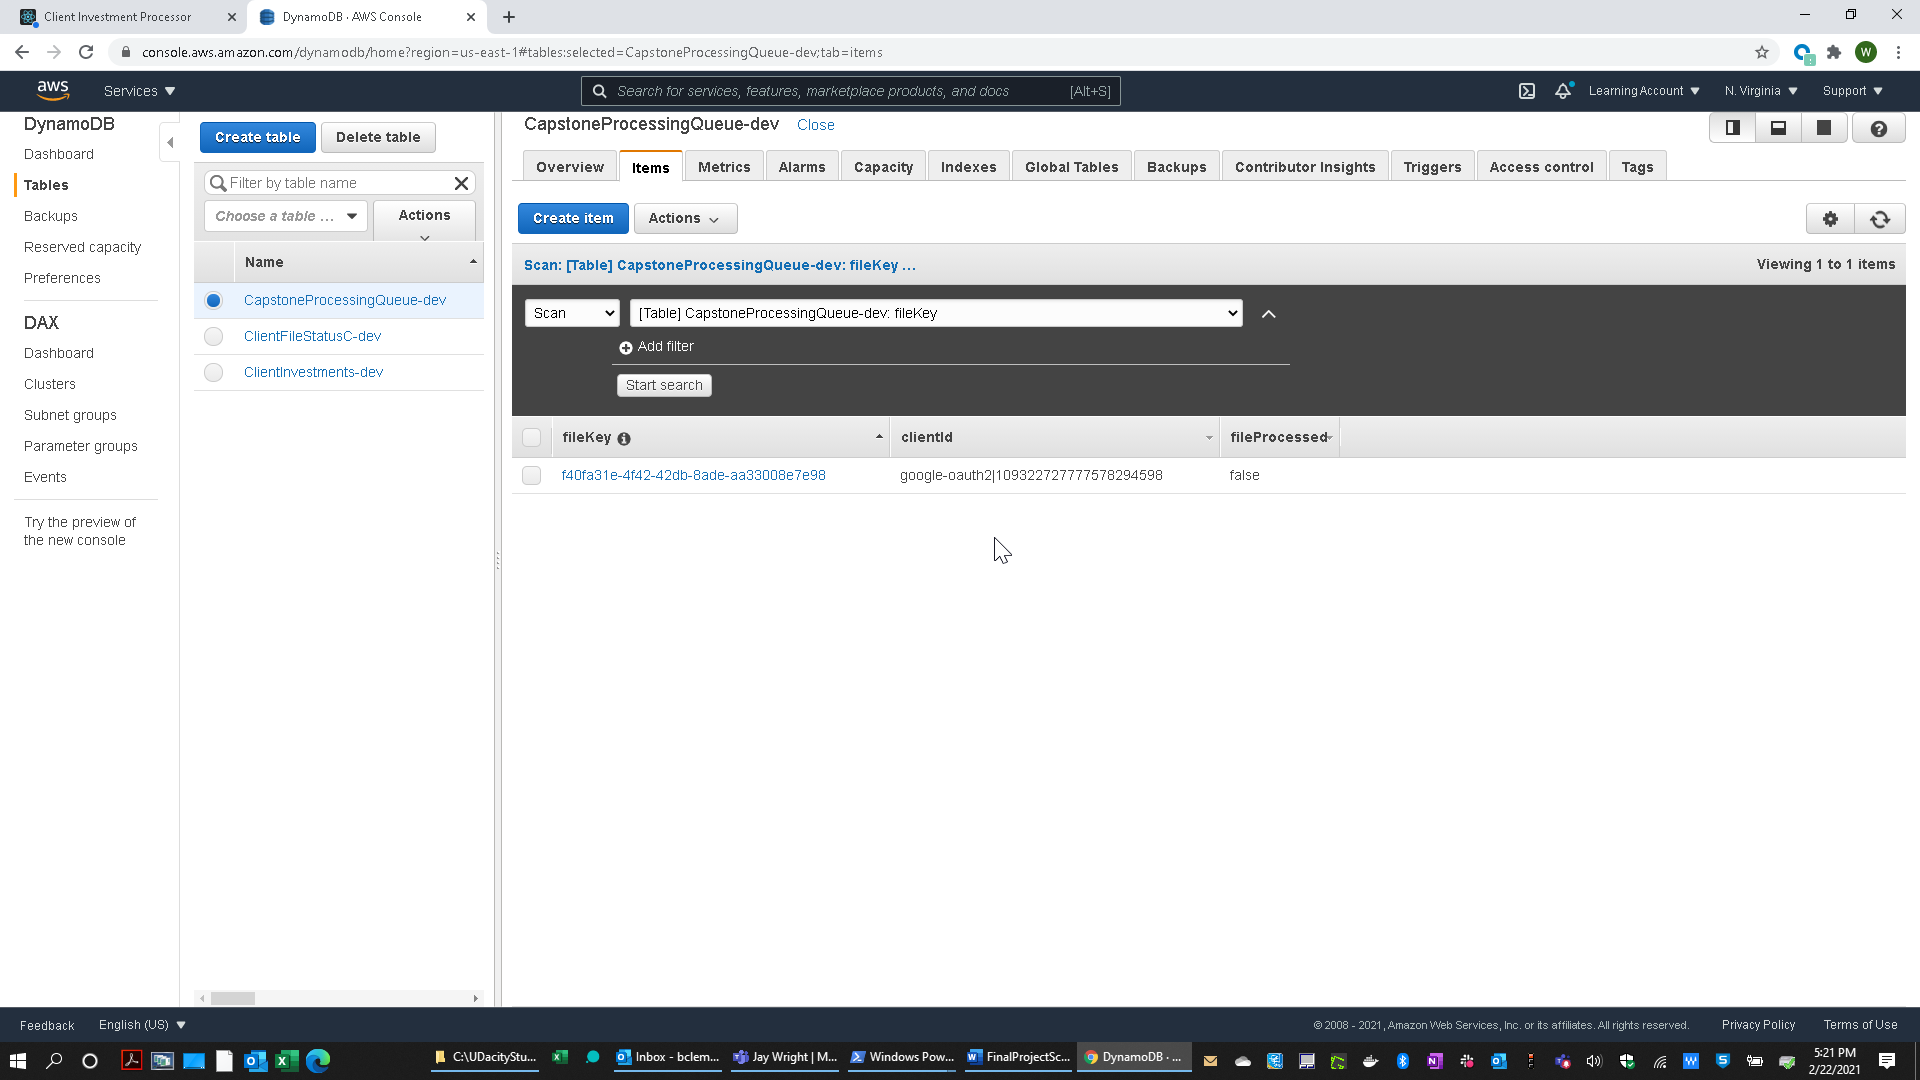 Client Investment Processor
DynamoDB · AWS Console
console.aws.amazon.com/dynamodb/home?region=us-east-1#tables:selected=CapstoneProcessingQueue-dev;tab=items
W
aws
Services
Search for services, features, marketplace products, and docs
[Alt+S]
Learning Account
N. Virginia
Support
DynamoDB
Dashboard
Tables
Backups
Reserved capacity
Preferences
DAX
Dashboard
Clusters
Subnet groups
Parameter groups
Events
Try the preview of
the new console
Create table
Delete table
Filter by table name
Choose a table ...
Actions
Name
CapstoneProcessingQueue-dev
ClientFileStatusC-dev
ClientInvestments-dev
CapstoneProcessingQueue-dev
Close
Overview
Items
Metrics
Alarms
Capacity
Indexes
Global Tables
Backups
Contributor Insights
Triggers
Access control
Tags
Create item
Actions
Scan: [Table] CapstoneProcessingQueue-dev: fileKey ...
Viewing 1 to 1 items
Scan
[Table] CapstoneProcessingQueue-dev: fileKey
Add filter
Start search
fileKey
clientId
fileProcessed
f40fa31e-4f42-42db-8ade-aa33008e7e98
google-oauth2|109322727777578294598
false
Feedback
English (US)
© 2008 - 2021, Amazon Web Services, Inc. or its affiliates. All rights reserved.
Privacy Policy
Terms of Use
C:\UDacityStu...
Inbox - bclem...
Jay Wright | M...
Windows Pow...
FinalProjectSc...
DynamoDB - ...
5:21 PM
2/22/2021